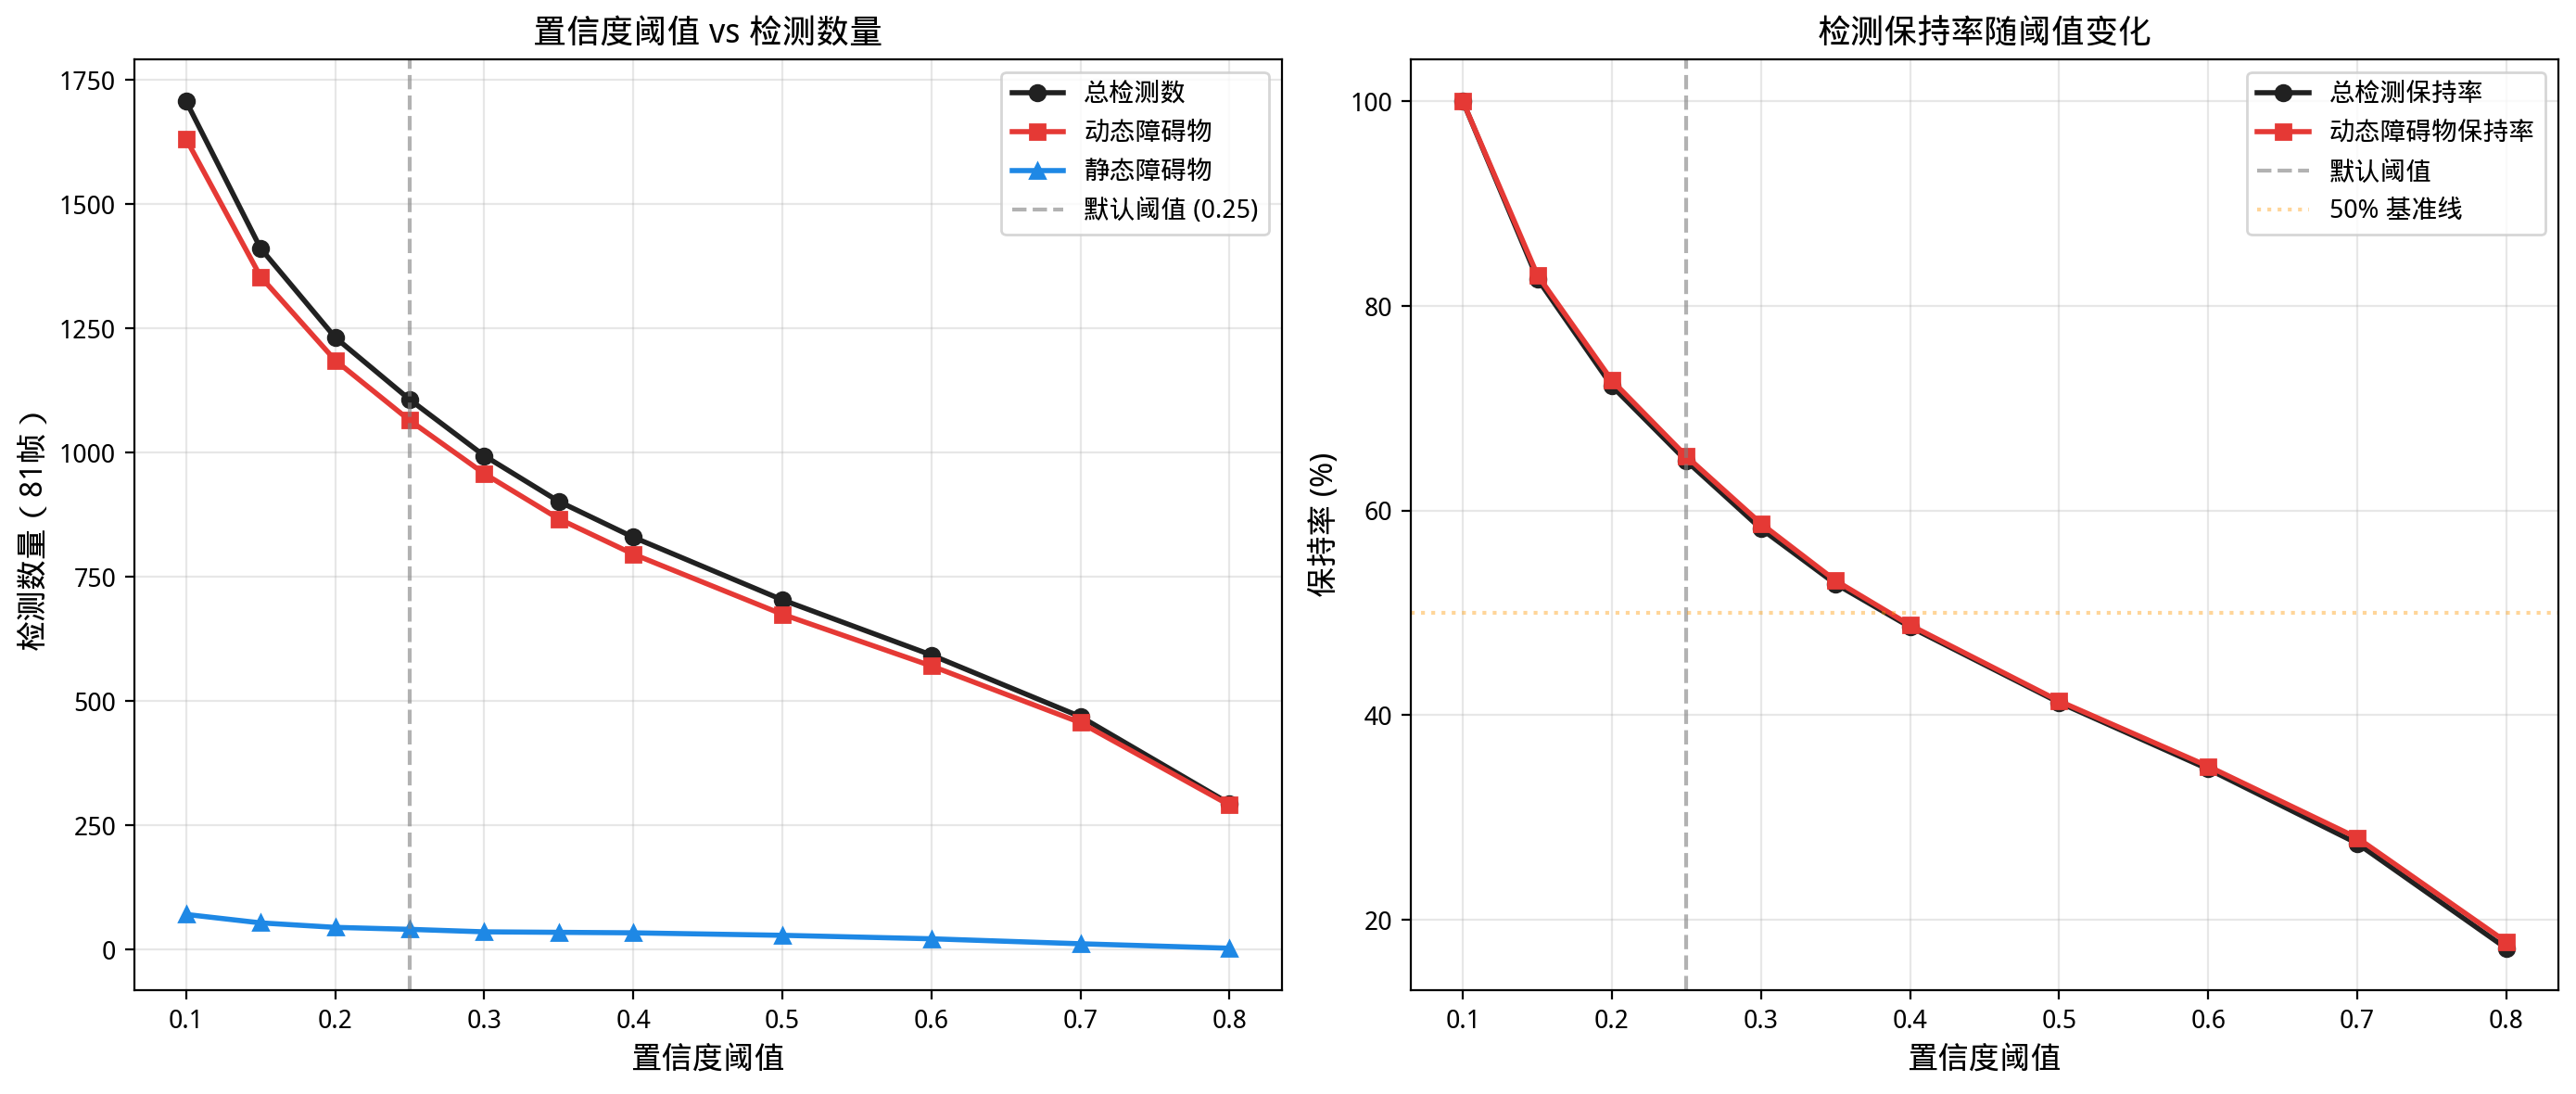 置信度阈值 vs 检测数量
1750
1500
1250
1000
750
500
250
0
检测数量（81帧）
0.1
0.2
0.3
0.4
0.5
0.6
0.7
0.8
置信度阈值
总检测数
动态障碍物
静态障碍物
默认阈值 (0.25)
检测保持率随阈值变化
100
80
60
40
20
保持率 (%)
0.1
0.2
0.3
0.4
0.5
0.6
0.7
0.8
置信度阈值
总检测保持率
动态障碍物保持率
默认阈值
50% 基准线